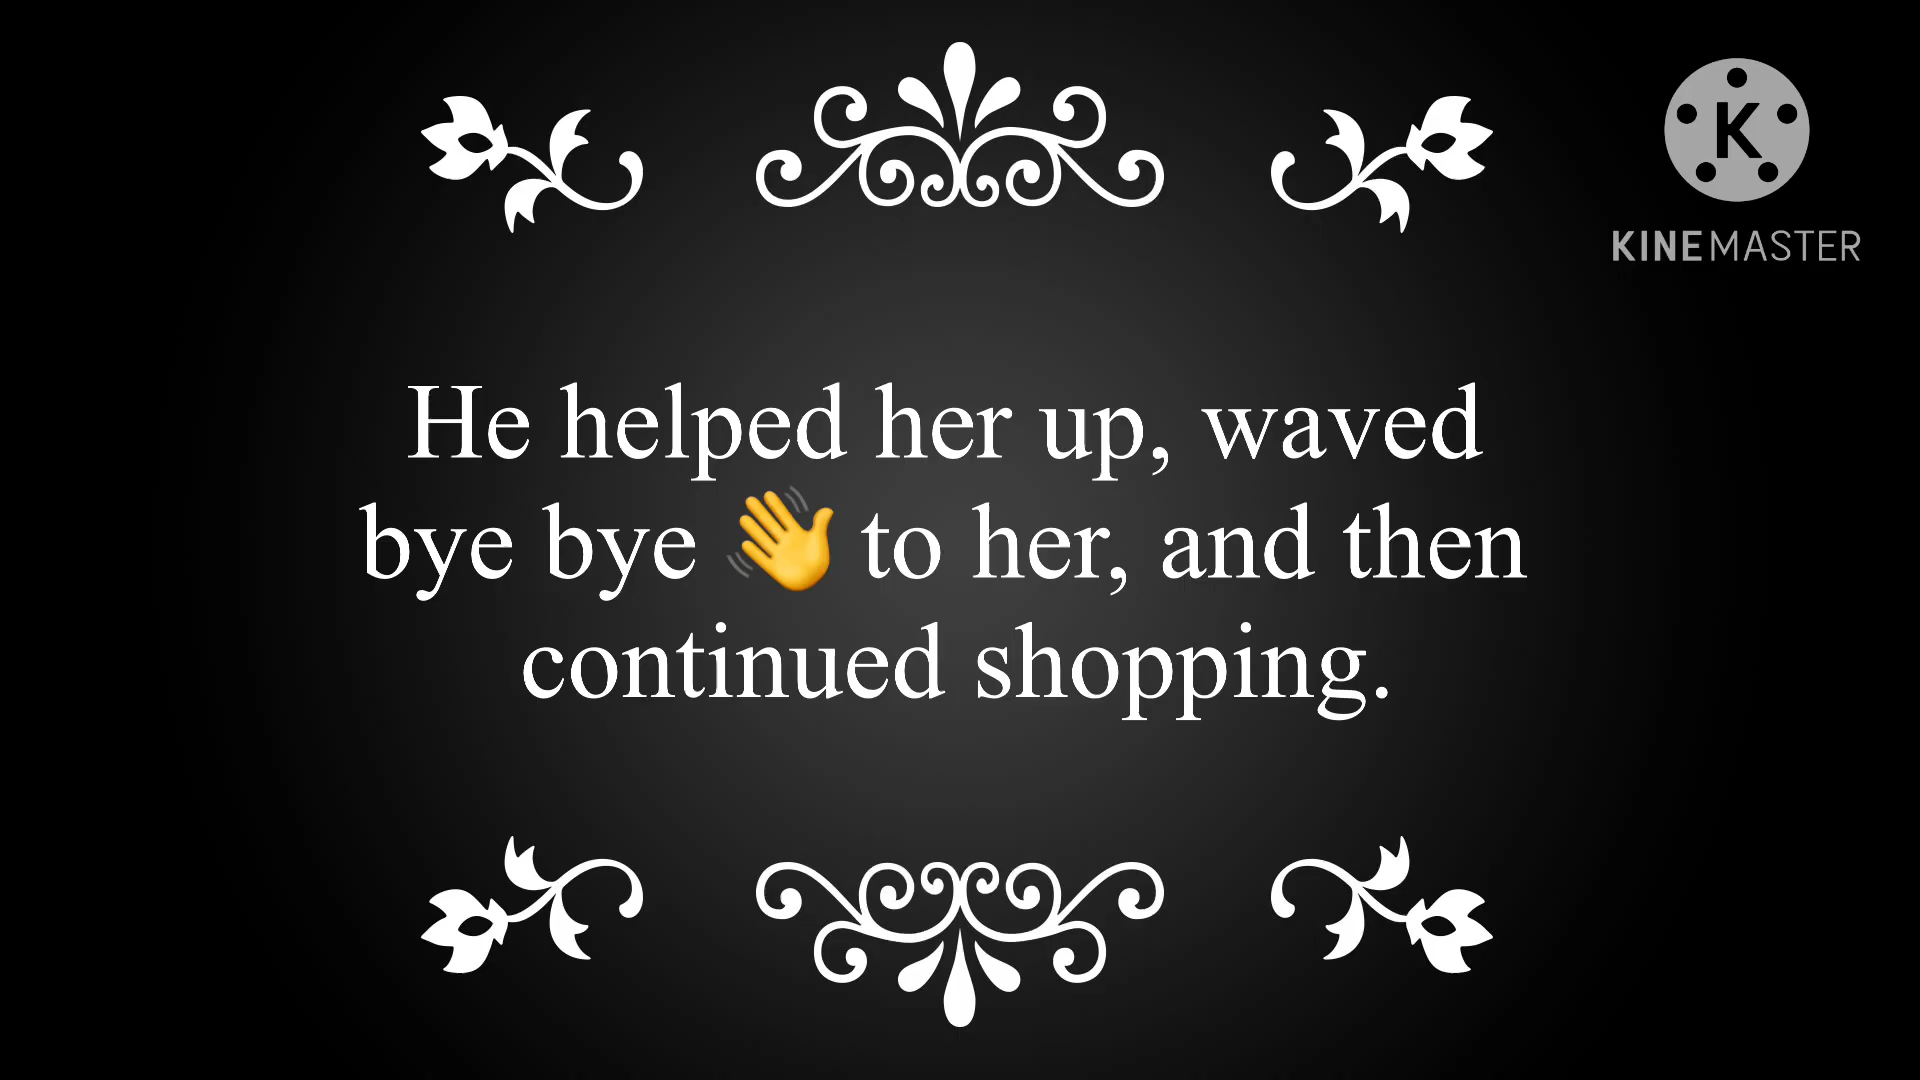 K
KINEMASTER
He helped her up, waved
bye bye 👋 to her, and then
continued shopping.